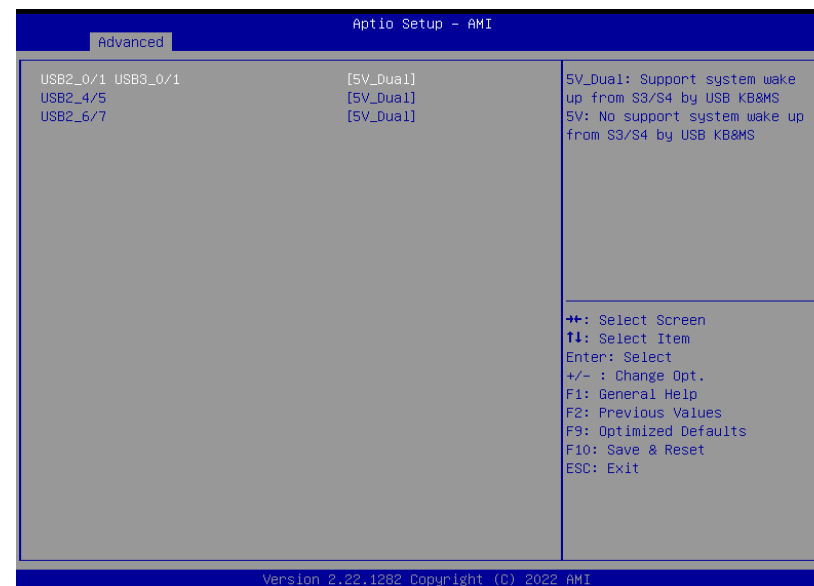 Aptio Setup – AMI
Advanced
USB2_0/1 USB3_0/1 [5V_Dual]
USB2_4/5 [5V_Dual]
USB2_6/7 [5V_Dual]
5V_Dual: Support system wake
up from S3/S4 by USB KB&MS
5V: No support system wake up
from S3/S4 by USB KB&MS
→←: Select Screen
↑↓: Select Item
Enter: Select
+/- : Change Opt.
F1: General Help
F2: Previous Values
F9: Optimized Defaults
F10: Save & Reset
ESC: Exit
Version 2.22.1282 Copyright (C) 2022 AMI